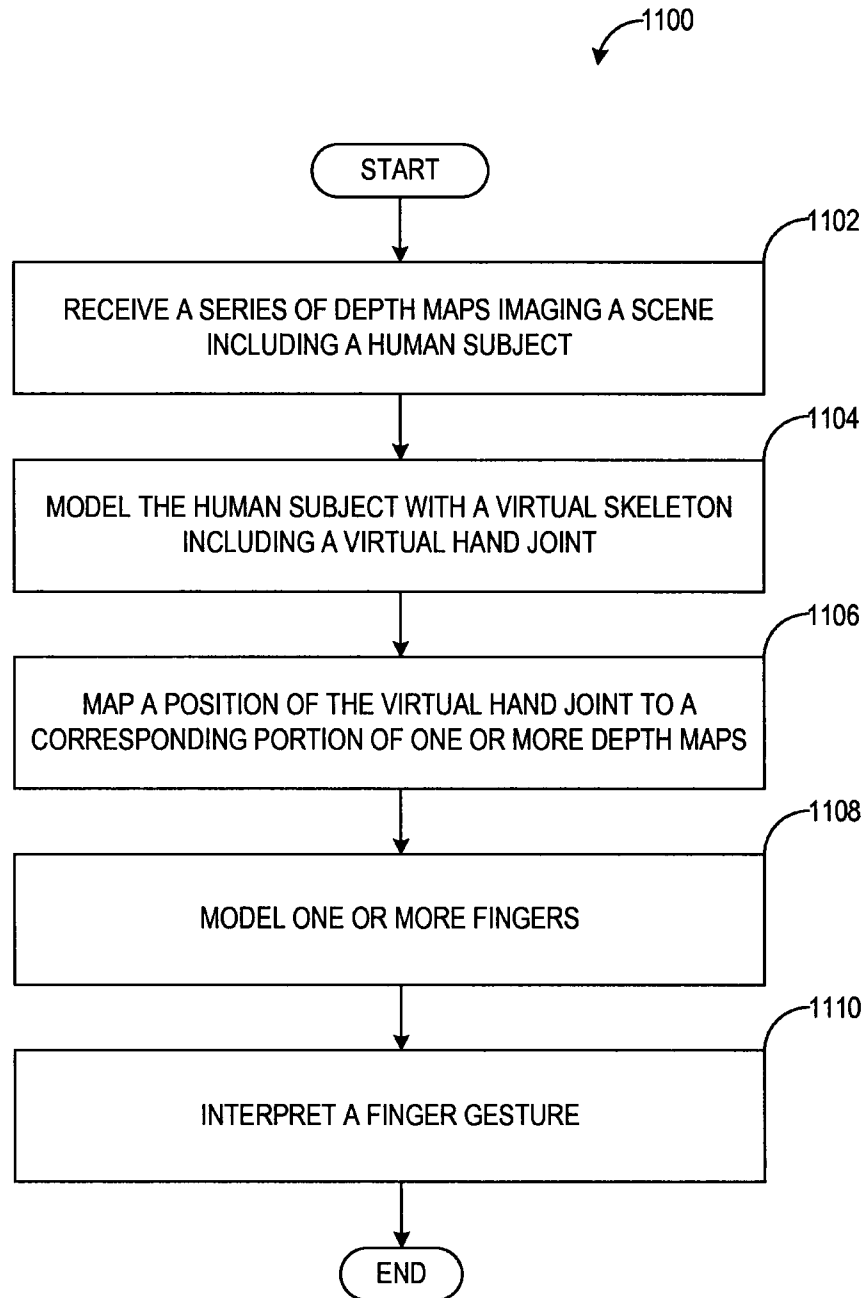 1100
START
1102
RECEIVE A SERIES OF DEPTH MAPS IMAGING A SCENE
INCLUDING A HUMAN SUBJECT
1104
MODEL THE HUMAN SUBJECT WITH A VIRTUAL SKELETON
INCLUDING A VIRTUAL HAND JOINT
1106
MAP A POSITION OF THE VIRTUAL HAND JOINT TO A
CORRESPONDING PORTION OF ONE OR MORE DEPTH MAPS
1108
MODEL ONE OR MORE FINGERS
1110
INTERPRET A FINGER GESTURE
END